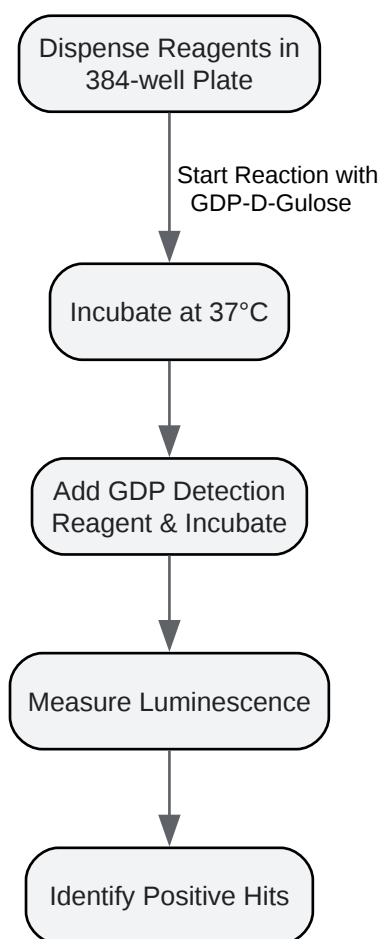 Dispense Reagents in
384-well Plate
Start Reaction with
GDP-D-Gulose
Incubate at 37°C
Add GDP Detection
Reagent & Incubate
Measure Luminescence
Identify Positive Hits